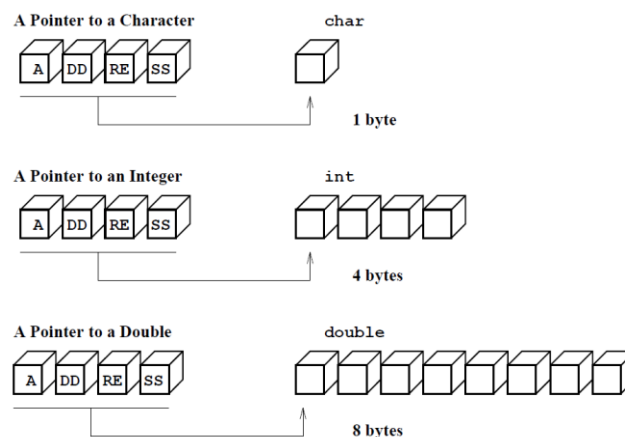 A Pointer to a Character
char
A DD RE SS
1 byte
A Pointer to an Integer
int
A DD RE SS
4 bytes
A Pointer to a Double
double
A DD RE SS
8 bytes